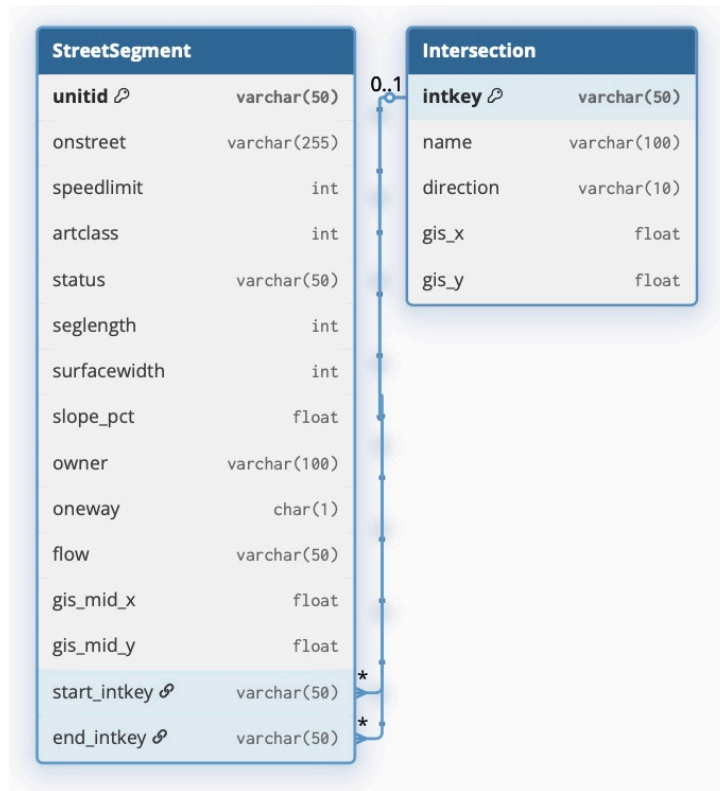 StreetSegment
unitid varchar(50)
onstreet varchar(255)
speedlimit int
artclass int
status varchar(50)
seglength int
surfacewidth int
slope_pct float
owner varchar(100)
oneway char(1)
flow varchar(50)
gis_mid_x float
gis_mid_y float
start_intkey varchar(50)
end_intkey varchar(50)
*
*
0..1
Intersection
intkey varchar(50)
name varchar(100)
direction varchar(10)
gis_x float
gis_y float